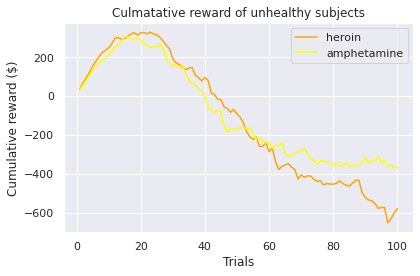 Culmatative reward of unhealthy subjects
heroin
amphetamine
Cumulative reward ($)
200
0
−200
−400
−600
0
20
40
60
80
100
Trials